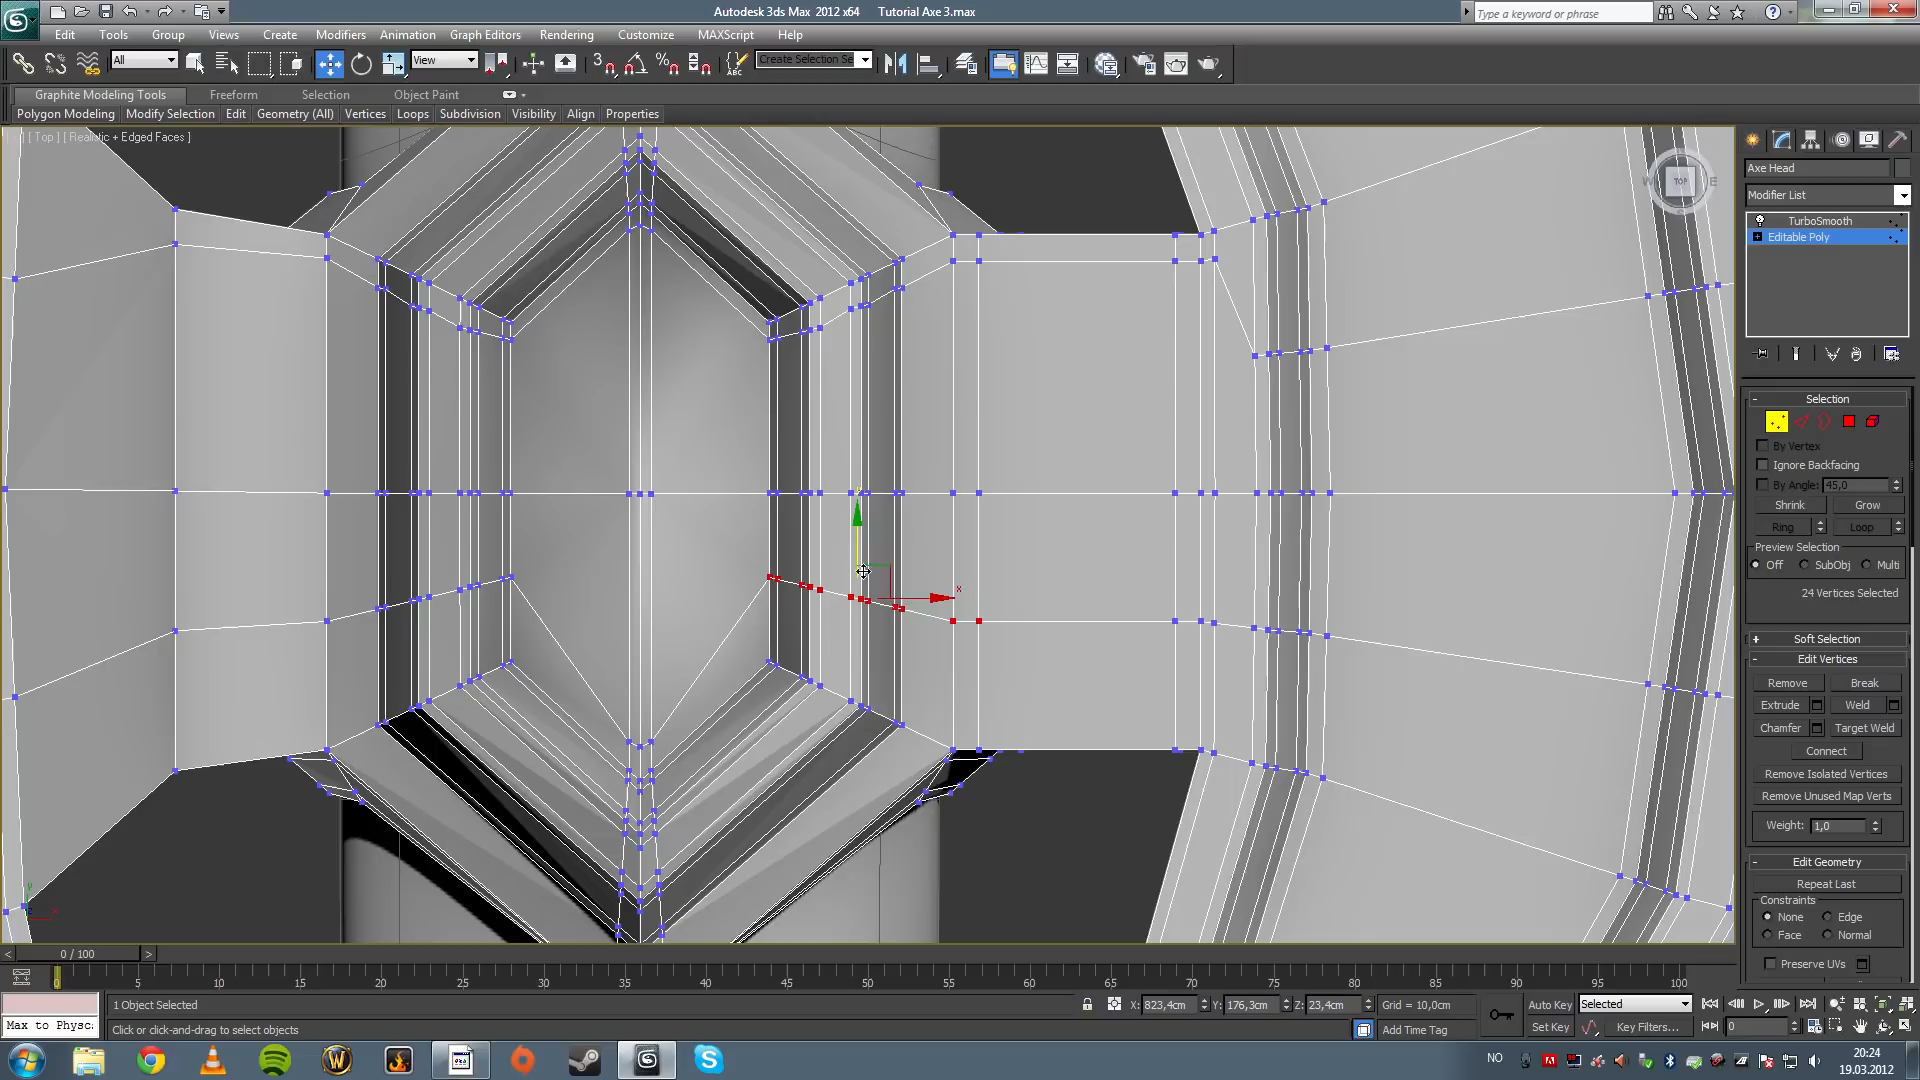 Autodesk 3ds Max 2012 x64 Tutorial Axe 3.max
Type a keyword or phrase
Edit Tools Group Views Create Modifiers Animation Graph Editors Rendering Customize MAXScript Help
All View Create Selection Se
Graphite Modeling Tools Freeform Selection Object Paint
Polygon Modeling Modify Selection Edit Geometry (All) Vertices Loops Subdivision Visibility Align Properties
[ Top ] [ Realistic + Edged Faces ]
TOP
Axe Head
Modifier List
TurboSmooth
Editable Poly
Selection
By Vertex
Ignore Backfacing
By Angle: 45,0
Shrink Grow
Ring Loop
Preview Selection
Off SubObj Multi
24 Vertices Selected
Soft Selection
Edit Vertices
Remove Break
Extrude Weld
Chamfer Target Weld
Connect
Remove Isolated Vertices
Remove Unused Map Verts
Weight: 1,0
Edit Geometry
Repeat Last
Constraints
None Edge
Face Normal
Preserve UVs
x
0 / 100
0 5 10 15 20 25 30 35 40 45 50 55 60 65 70 75 80 85 90 95 100
1 Object Selected X: 823,4cm Y: 176,3cm Z: 23,4cm Grid = 10,0cm Auto Key Selected
Max to Physc Click or click-and-drag to select objects Add Time Tag Set Key Key Filters... 0
NO 20:24
19.03.2012